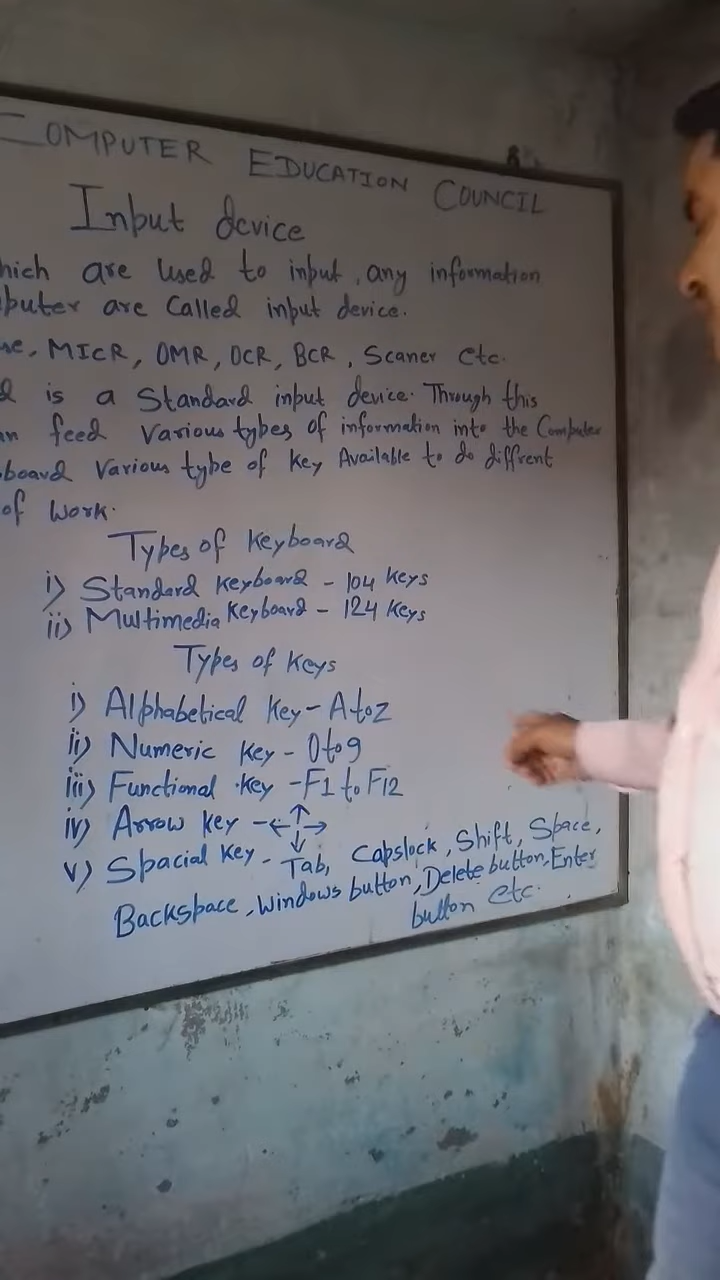 COMPUTER EDUCATION COUNCIL
Input device
which are used to input, any information
puter are Called input device.
se, MICR, OMR, OCR, BCR, Scaner etc.
d is a Standard input device. Through this
an feed Various types of information into the Computer
board Various type of key Available to do diffrent
of Work.
Types of Keyboard
i) Standard Keyboard - 104 Keys
ii) Multimedia Keyboard - 124 Keys
Types of Keys
i) Alphabetical Key - A to Z
ii) Numeric Key - 0 to 9
iii) Functional Key - F1 to F12
iv) Arrow Key - ←↑↓→
v) Spacial Key - Tab, Capslock, Shift, Space,
Backspace, Windows button, Delete button, Enter
button etc.